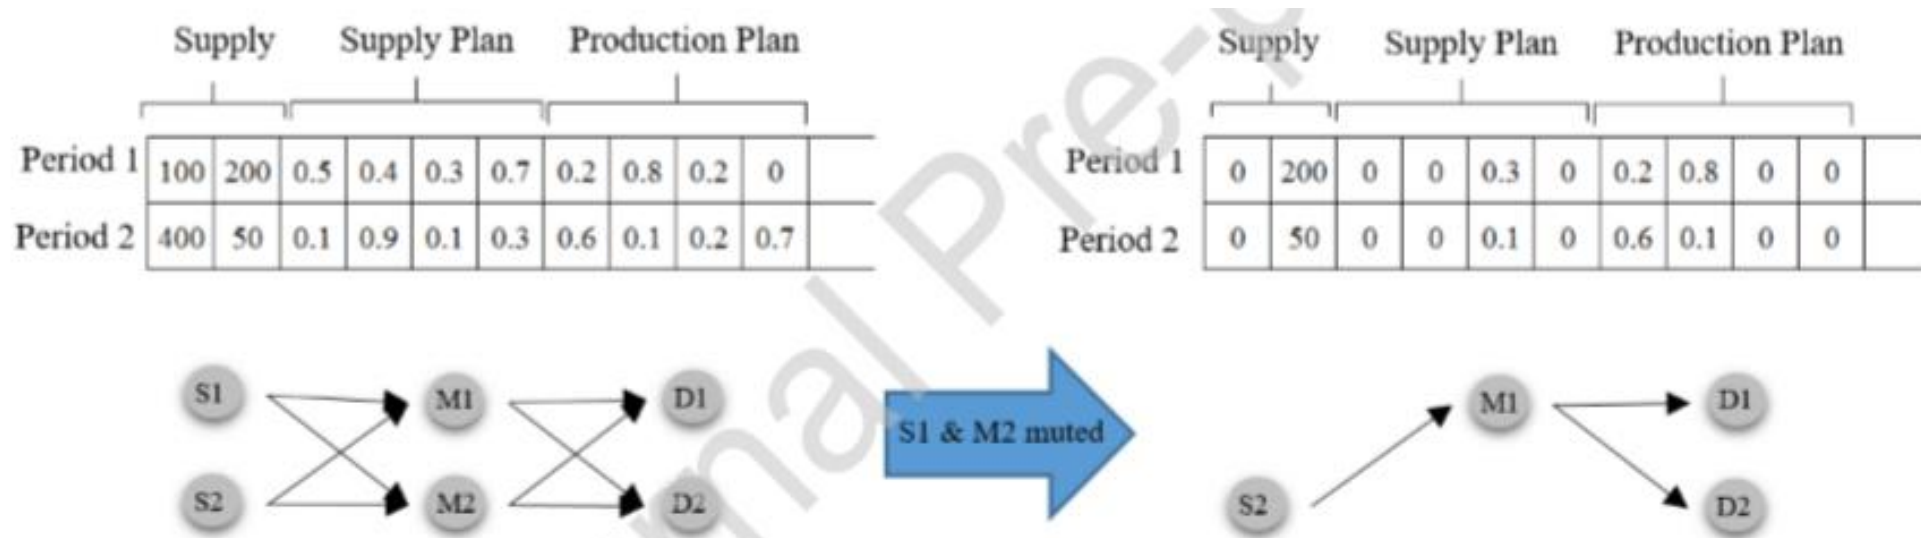 Supply Supply Plan Production Plan
Period 1 100 200 0.5 0.4 0.3 0.7 0.2 0.8 0.2 0
Period 2 400 50 0.1 0.9 0.1 0.3 0.6 0.1 0.2 0.7
Supply Supply Plan Production Plan
Period 1 0 200 0 0 0.3 0 0.2 0.8 0 0
Period 2 0 50 0 0 0.1 0 0.6 0.1 0 0
S1 M1 D1
S2 M2 D2
S1 & M2 muted
M1 D1
S2 D2
nal Pre-p